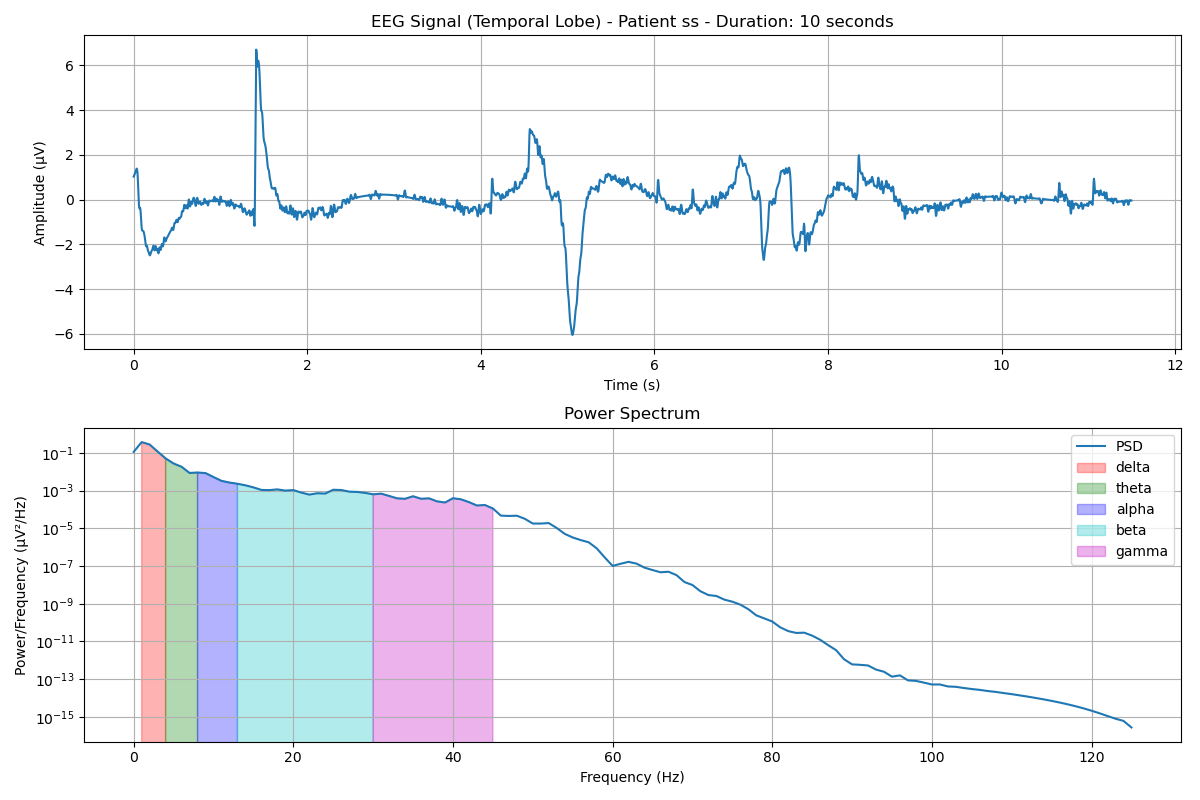 EEG Signal (Temporal Lobe) - Patient ss - Duration: 10 seconds
Amplitude (μV)
6
4
2
0
−2
−4
−6
0 2 4 6 8 10 12
Time (s)
Power Spectrum
Power/Frequency (μV²/Hz)
10⁻¹
10⁻³
10⁻⁵
10⁻⁷
10⁻⁹
10⁻¹¹
10⁻¹³
10⁻¹⁵
PSD
delta
theta
alpha
beta
gamma
0 20 40 60 80 100 120
Frequency (Hz)